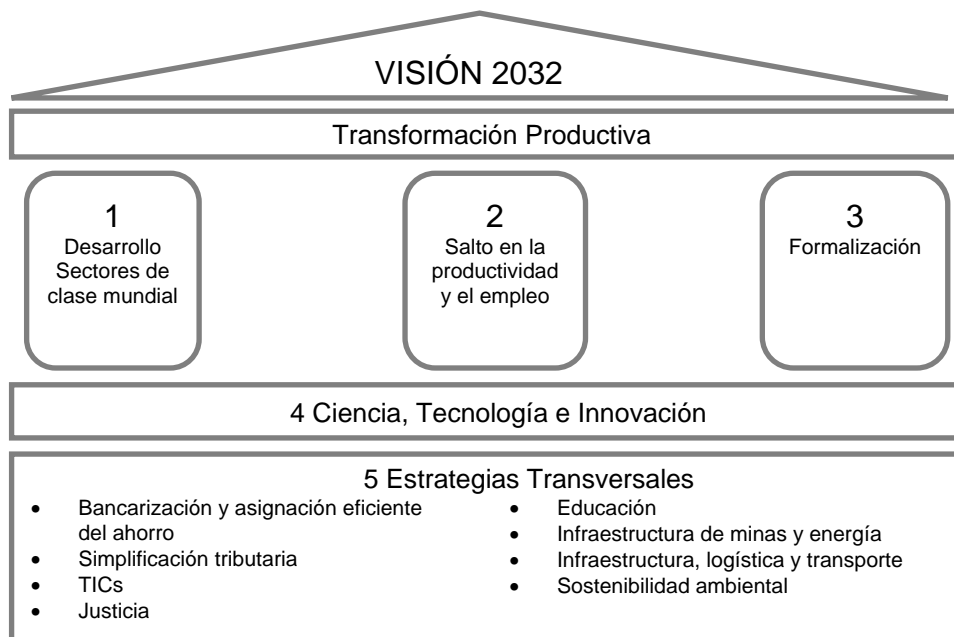 VISIÓN 2032
Transformación Productiva
1
Desarrollo
Sectores de
clase mundial
2
Salto en la
productividad
y el empleo
3
Formalización
4 Ciencia, Tecnología e Innovación
5 Estrategias Transversales
• Bancarización y asignación eficiente
del ahorro
• Simplificación tributaria
• TICs
• Justicia
• Educación
• Infraestructura de minas y energía
• Infraestructura, logística y transporte
• Sostenibilidad ambiental